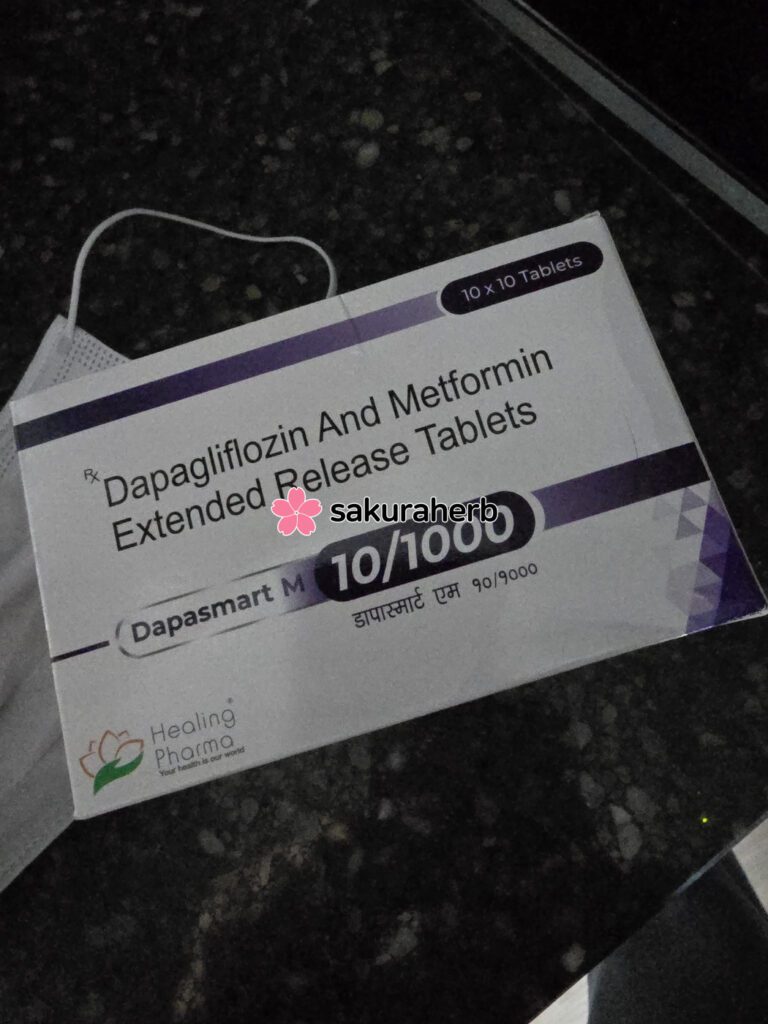 10 x 10 Tablets
Rx Dapagliflozin And Metformin
Extended Release Tablets
sakuraherb
Dapasmart M 10/1000
डापास्मार्ट एम १०/१०००
Healing
Pharma
Your health is our world